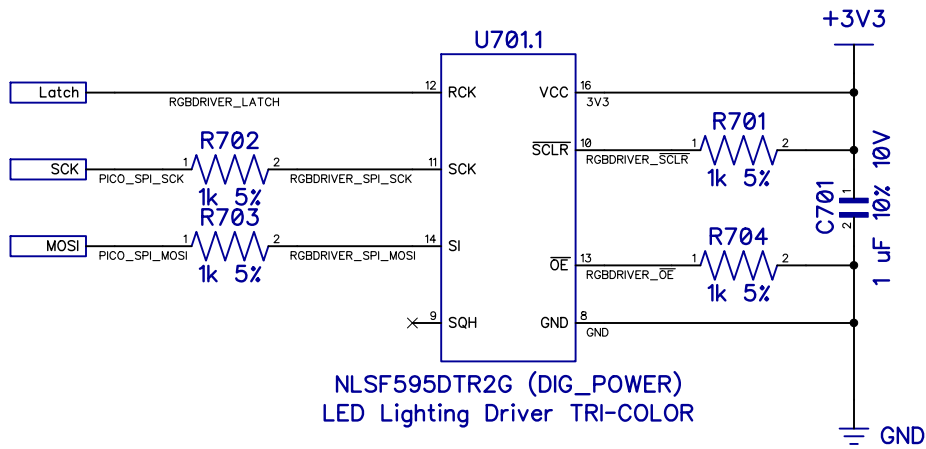 +3V3
U701.1
Latch
RGBDRIVER_LATCH
12
RCK
VCC
16
3V3
R702
SCK
1
2
PICO_SPI_SCK
RGBDRIVER_SPI_SCK
11
SCK
1k 5%
SCLR
10
RGBDRIVER_SCLR
R701
1
2
1k 5%
C701
1
2
1 uF 10% 10V
R703
MOSI
1
2
PICO_SPI_MOSI
RGBDRIVER_SPI_MOSI
14
SI
1k 5%
OE
13
RGBDRIVER_OE
R704
1
2
1k 5%
9
SQH
GND
8
GND
NLSF595DTR2G (DIG_POWER)
LED Lighting Driver TRI-COLOR
GND